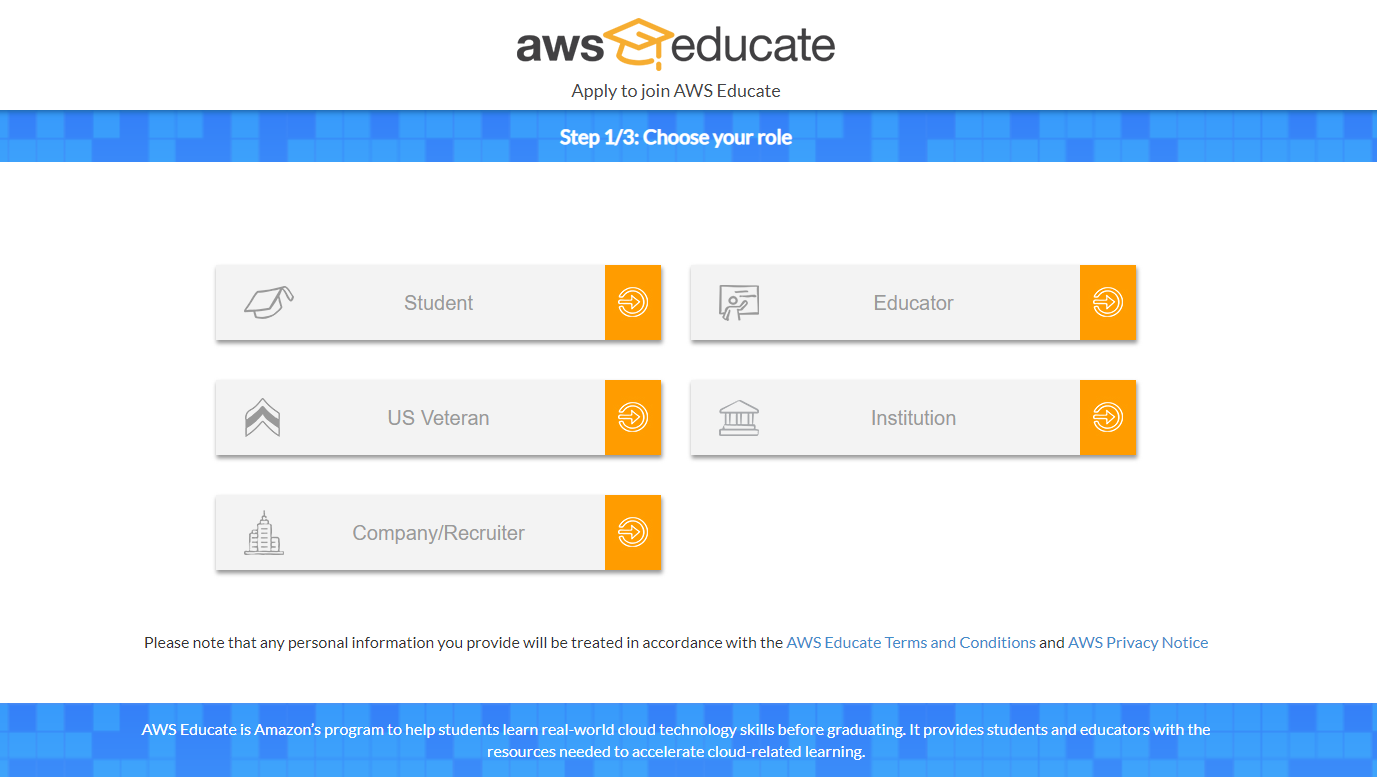 aws educate
Apply to join AWS Educate
Step 1/3: Choose your role
Student
Educator
US Veteran
Institution
Company/Recruiter
Please note that any personal information you provide will be treated in accordance with the AWS Educate Terms and Conditions and AWS Privacy Notice
AWS Educate is Amazon’s program to help students learn real-world cloud technology skills before graduating. It provides students and educators with the
resources needed to accelerate cloud-related learning.